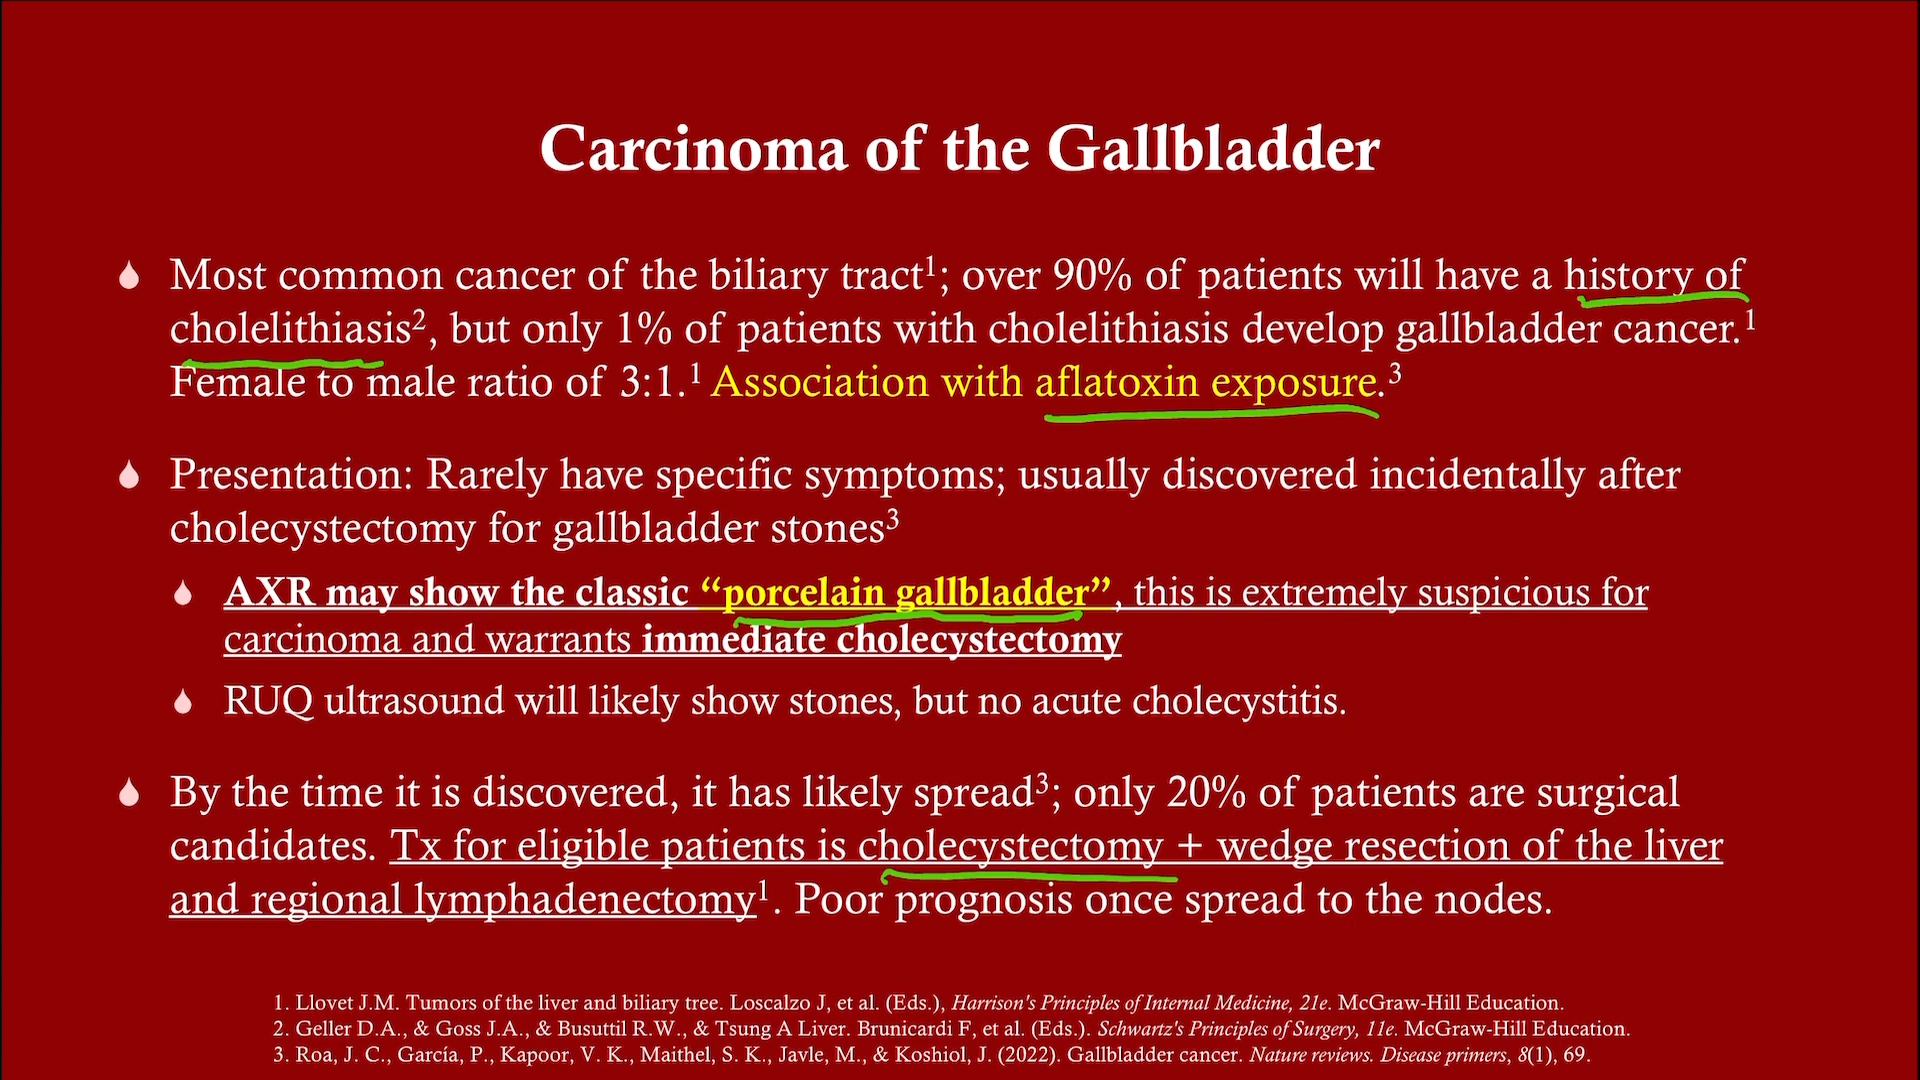 Carcinoma of the Gallbladder
Most common cancer of the biliary tract¹; over 90% of patients will have a history of
cholelithiasis², but only 1% of patients with cholelithiasis develop gallbladder cancer.¹
Female to male ratio of 3:1.¹ Association with aflatoxin exposure.³
Presentation: Rarely have specific symptoms; usually discovered incidentally after
cholecystectomy for gallbladder stones³
AXR may show the classic “porcelain gallbladder”, this is extremely suspicious for
carcinoma and warrants immediate cholecystectomy
RUQ ultrasound will likely show stones, but no acute cholecystitis.
By the time it is discovered, it has likely spread³; only 20% of patients are surgical
candidates. Tx for eligible patients is cholecystectomy + wedge resection of the liver
and regional lymphadenectomy¹. Poor prognosis once spread to the nodes.
1. Llovet J.M. Tumors of the liver and biliary tree. Loscalzo J, et al. (Eds.), Harrison's Principles of Internal Medicine, 21e. McGraw-Hill Education.
2. Geller D.A., & Goss J.A., & Busuttil R.W., & Tsung A Liver. Brunicardi F, et al. (Eds.). Schwartz's Principles of Surgery, 11e. McGraw-Hill Education.
3. Roa, J. C., García, P., Kapoor, V. K., Maithel, S. K., Javle, M., & Koshiol, J. (2022). Gallbladder cancer. Nature reviews. Disease primers, 8(1), 69.